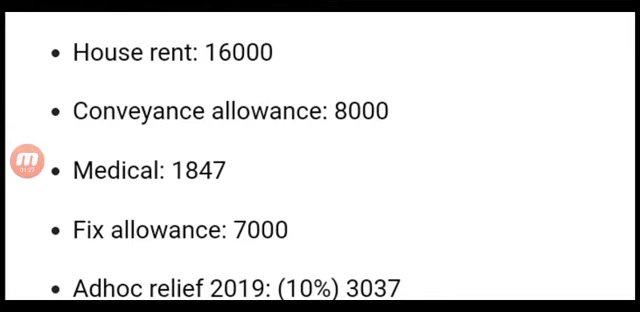 House rent: 16000
Conveyance allowance: 8000
Medical: 1847
Fix allowance: 7000
Adhoc relief 2019: (10%) 3037